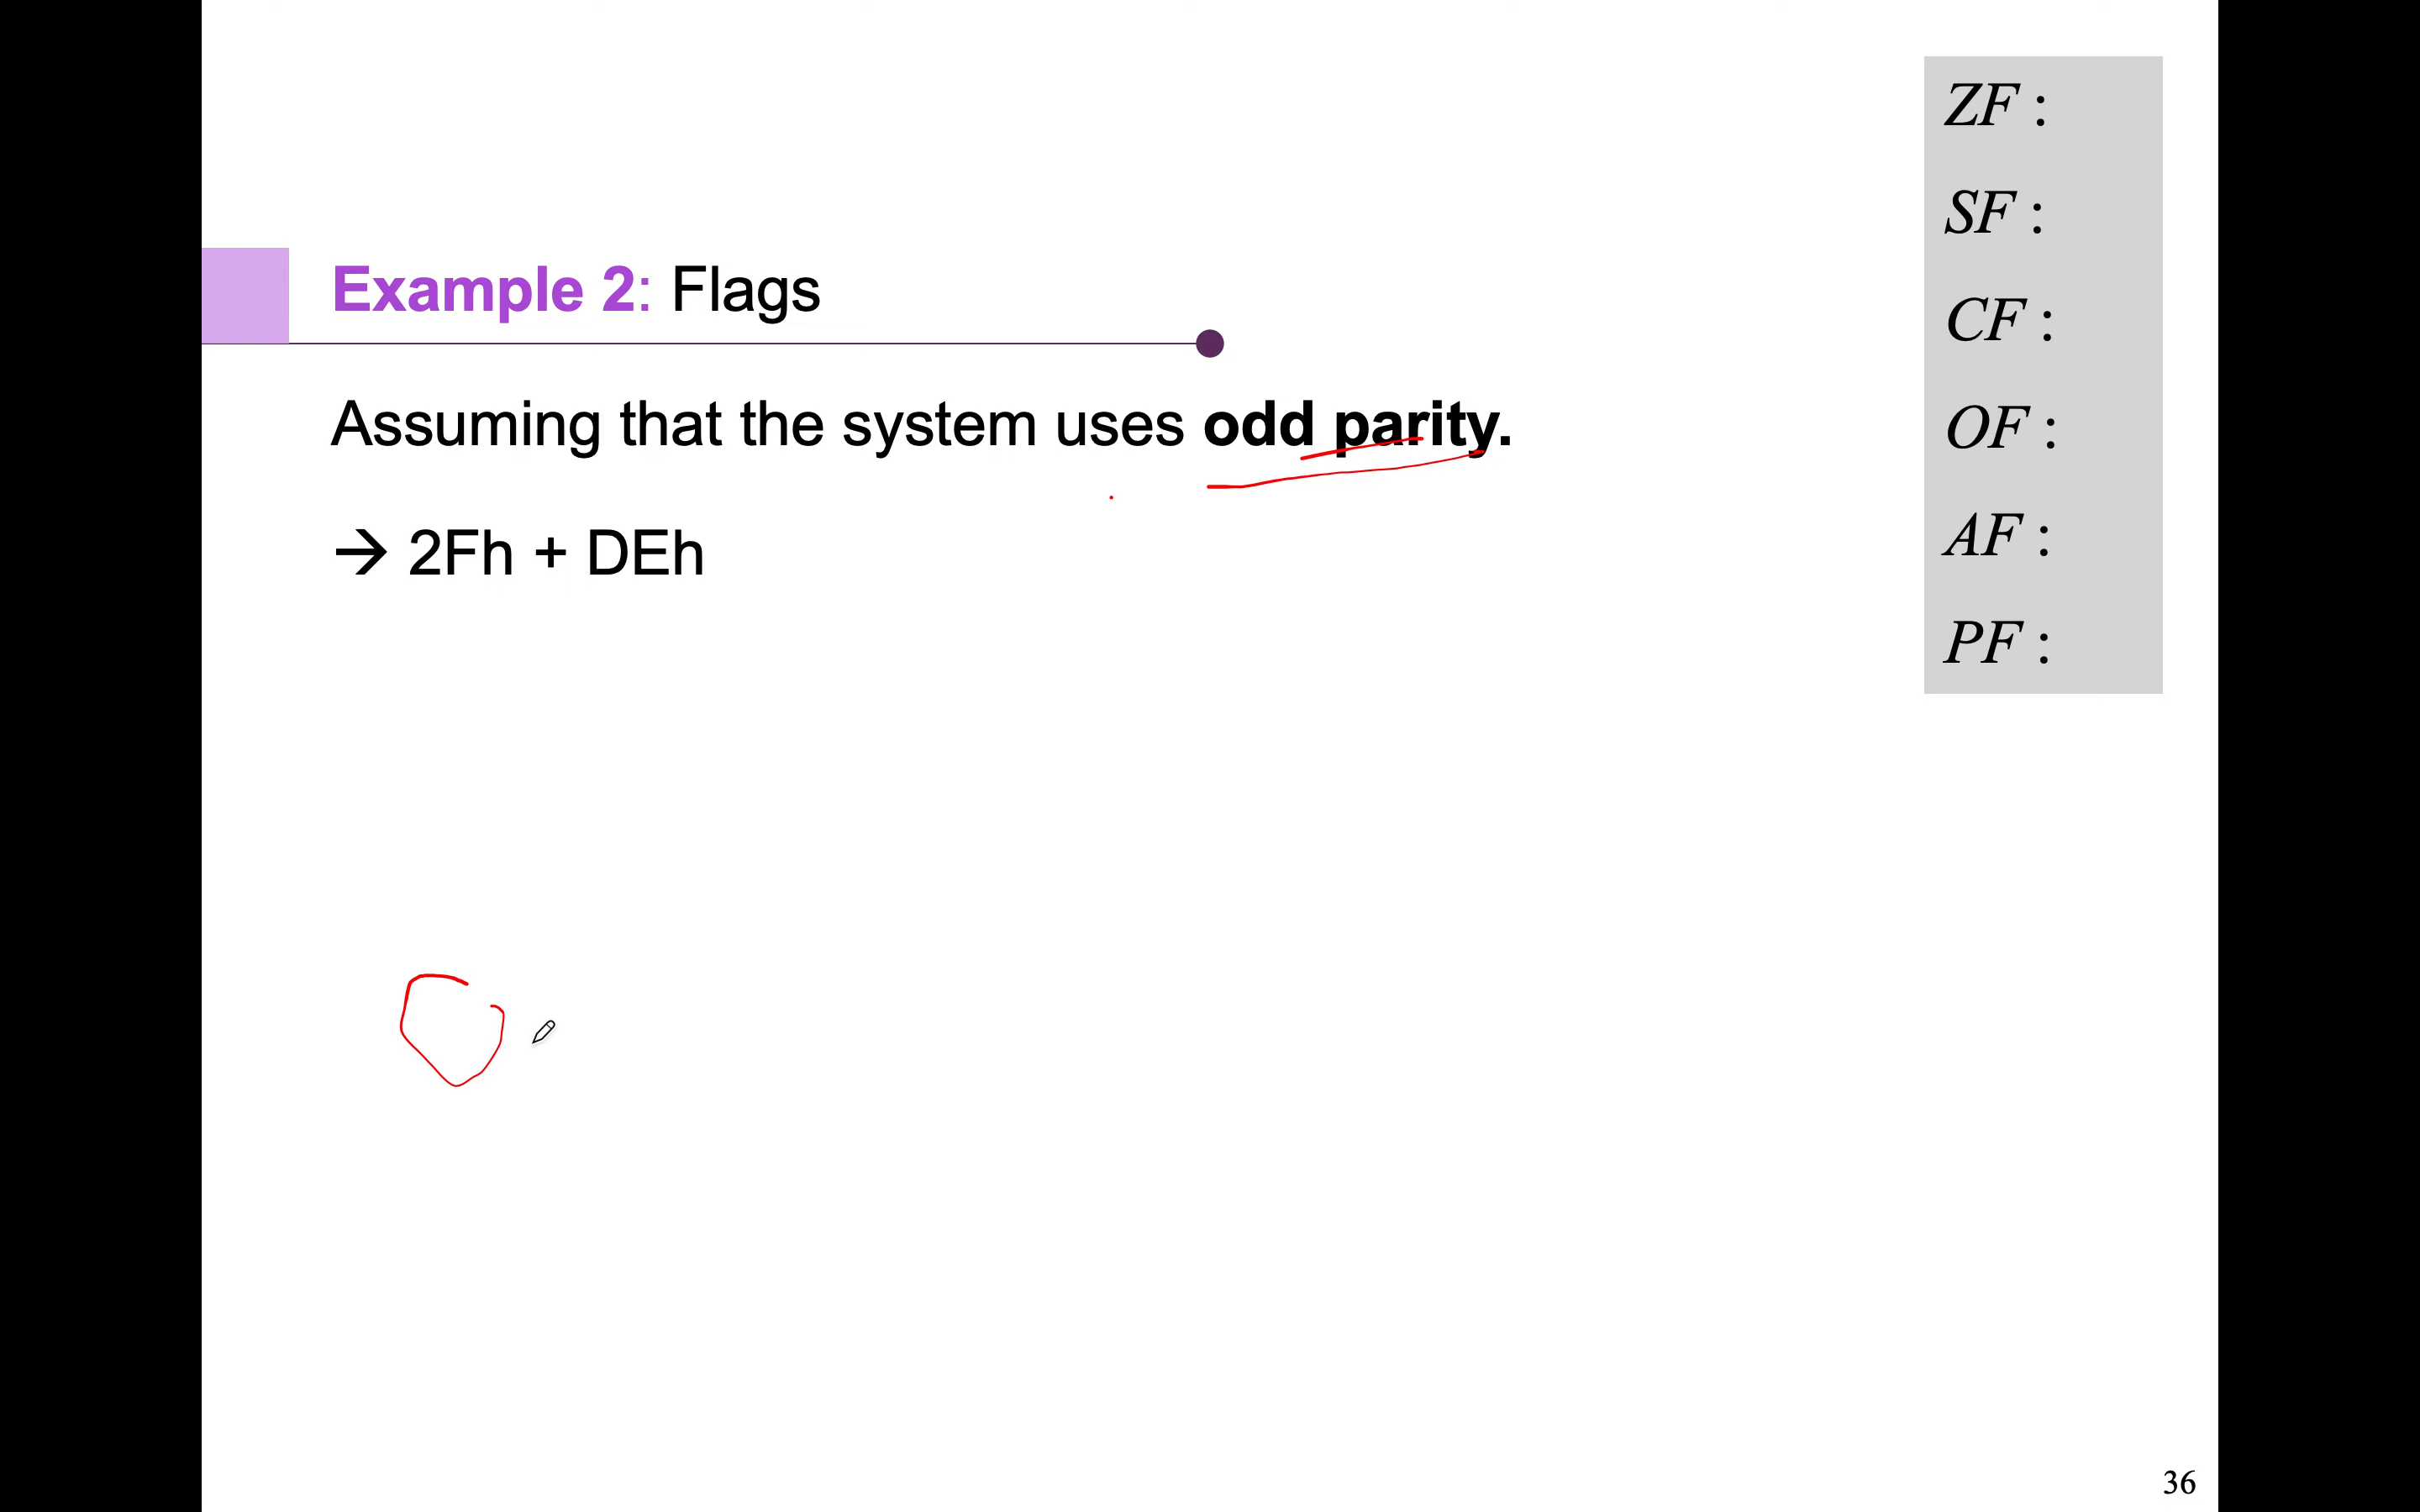 Example 2: Flags
Assuming that the system uses odd parity.
→ 2Fh + DEh
ZF :
SF :
CF :
OF :
AF :
PF :
36